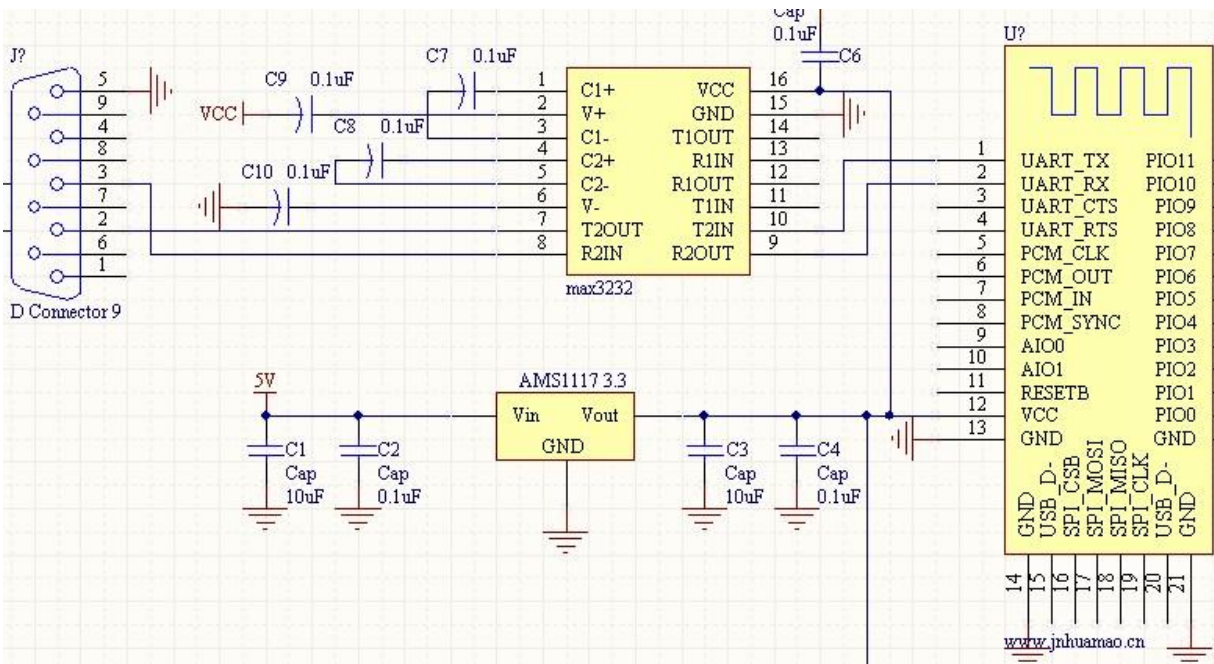 J?
5
9
4
8
3
7
2
6
1
D Connector 9
VCC
C9 0.1uF
C7 0.1uF
C8 0.1uF
C10 0.1uF
Cap
0.1uF
C6
1 C1+ VCC 16
2 V+ GND 15
3 C1- T1OUT 14
4 C2+ R1IN 13
5 C2- R1OUT 12
6 V- T1IN 11
7 T2OUT T2IN 10
8 R2IN R2OUT 9
max3232
5V
C1
Cap
10uF
C2
Cap
0.1uF
AMS1117 3.3
Vin Vout
GND
C3
Cap
10uF
C4
Cap
0.1uF
U?
1 UART_TX PIO11
2 UART_RX PIO10
3 UART_CTS PIO9
4 UART_RTS PIO8
5 PCM_CLK PIO7
6 PCM_OUT PIO6
7 PCM_IN PIO5
8 PCM_SYNC PIO4
9 AIO0 PIO3
10 AIO1 PIO2
11 RESETB PIO1
12 VCC PIO0
13 GND GND
GND
USB_D-
SPI_CSB
SPI_MOSI
SPI_MISO
SPI_CLK
USB_D-
GND
14
15
16
17
18
19
20
21
www.jnhuamao.cn